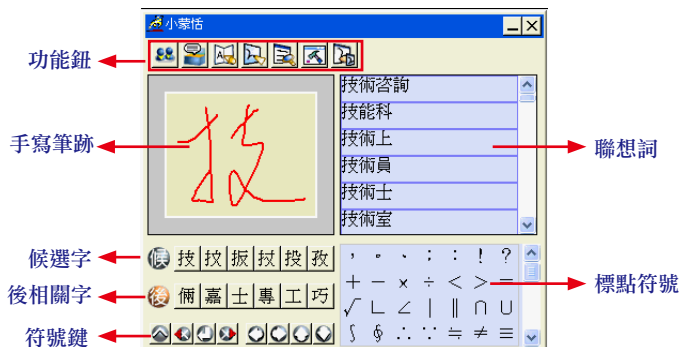 小蒙恬
功能鈕
手寫筆跡
技
技術咨詢
技能科
技術上
技術員
技術士
技術室
聯想詞
候選字
候 技 抆 扳 扙 投 孜
後相關字
後 倆 嘉 士 專 工 巧
符號鍵
, 。 、 ; : ! ?
+ − × ÷ < > =
√ ∟ ∠ | ∥ ∩ ∪
∫ ∮ ∴ ∵ ≒ ≠ ≡
標點符號